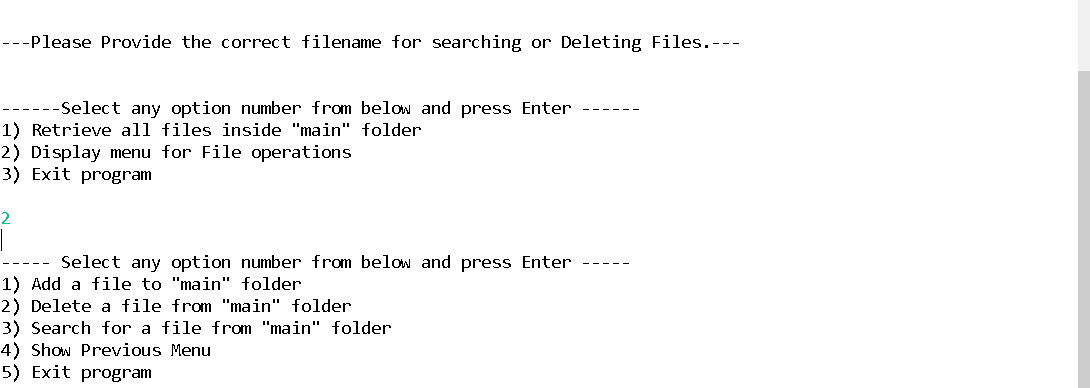 ---Please Provide the correct filename for searching or Deleting Files.---
------Select any option number from below and press Enter ------
1) Retrieve all files inside "main" folder
2) Display menu for File operations
3) Exit program
2
----- Select any option number from below and press Enter -----
1) Add a file to "main" folder
2) Delete a file from "main" folder
3) Search for a file from "main" folder
4) Show Previous Menu
5) Exit program